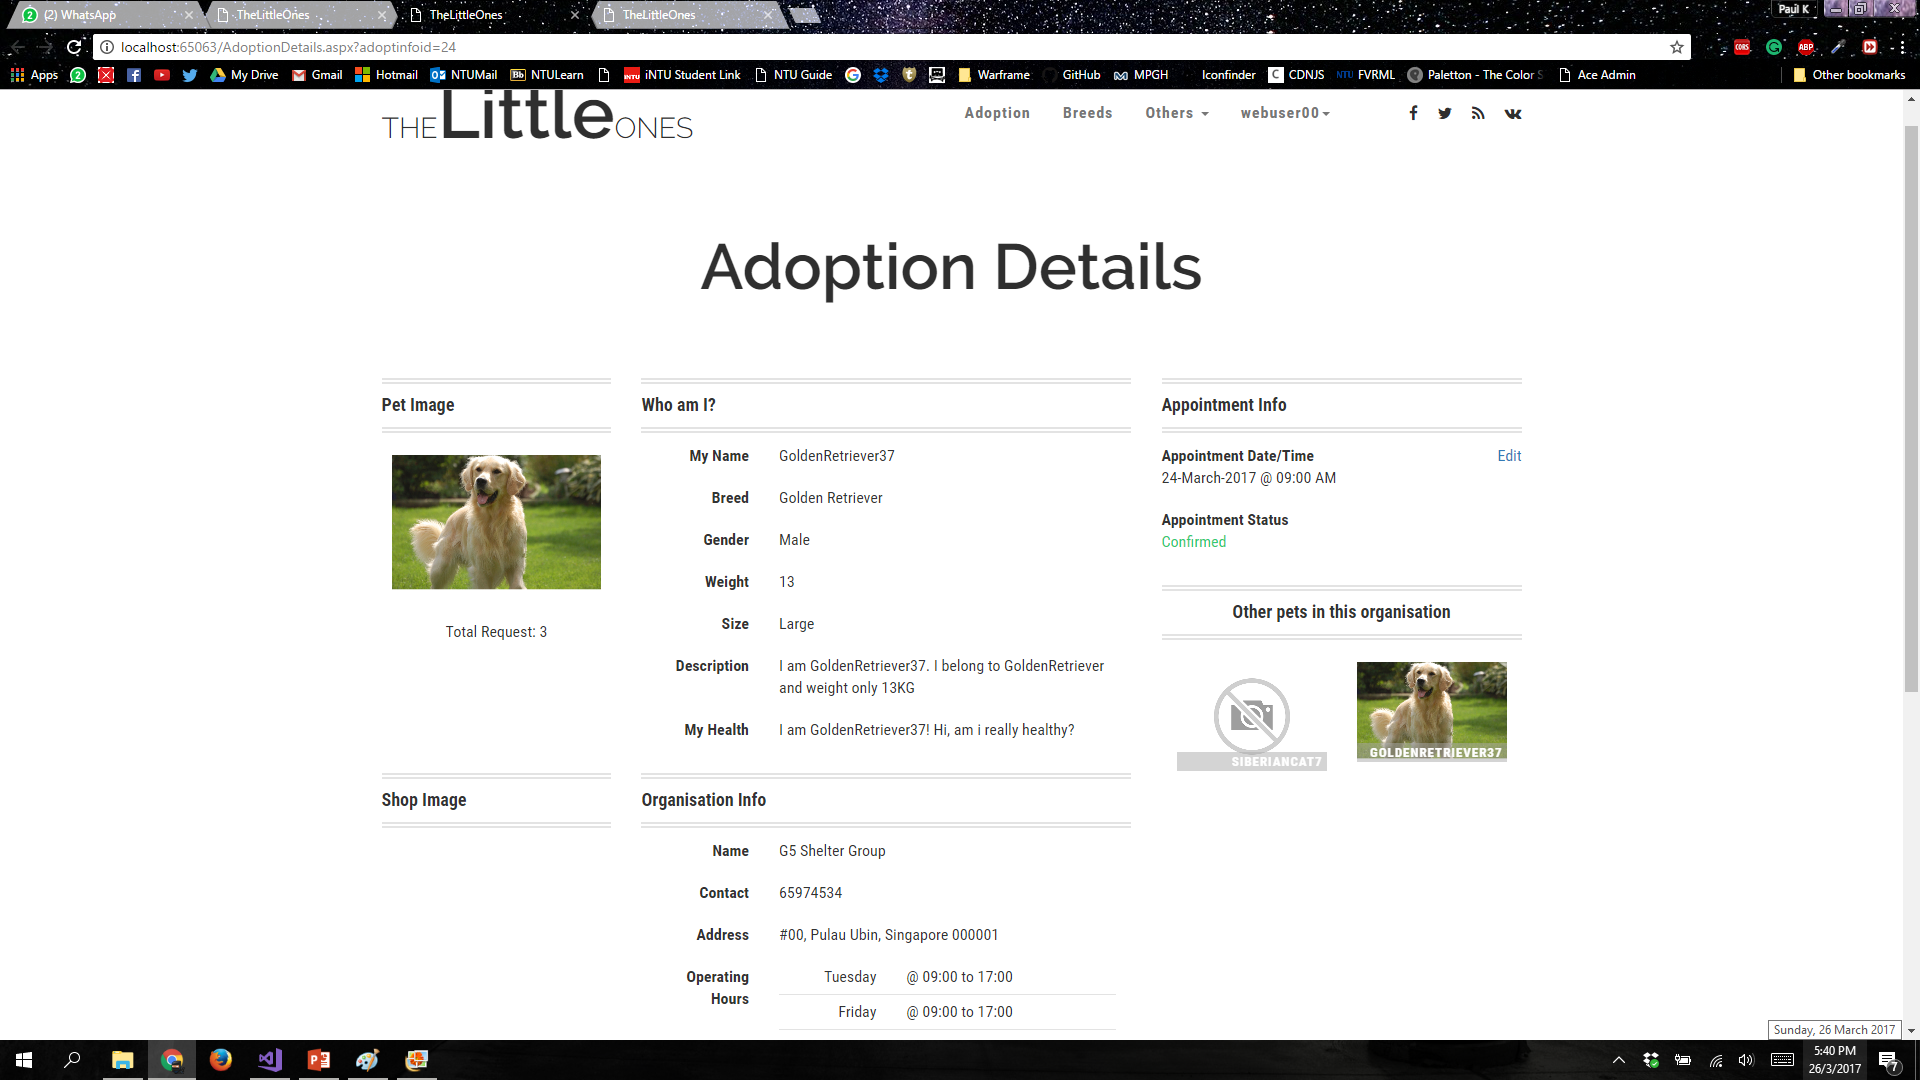 (2) WhatsApp
TheLittleOnes
TheLittleOnes
TheLittleOnes
Paul K
localhost:65063/AdoptionDetails.aspx?adoptinfoid=24
Apps
My Drive
Gmail
Hotmail
NTUMail
Bb NTULearn
iNTU Student Link
NTU Guide
Warframe
GitHub
MPGH
Iconfinder
C CDNJS
NTU FVRML
Paletton - The Color S
Ace Admin
Other bookmarks
THE Little ONES
Adoption
Breeds
Others
webuser00
Adoption Details
Pet Image
Total Request: 3
Who am I?
My Name GoldenRetriever37
Breed Golden Retriever
Gender Male
Weight 13
Size Large
Description I am GoldenRetriever37. I belong to GoldenRetriever
and weight only 13KG
My Health I am GoldenRetriever37! Hi, am i really healthy?
Appointment Info
Appointment Date/Time Edit
24-March-2017 @ 09:00 AM
Appointment Status
Confirmed
Other pets in this organisation
SIBERIANCAT7
GOLDENRETRIEVER37
Shop Image
Organisation Info
Name G5 Shelter Group
Contact 65974534
Address #00, Pulau Ubin, Singapore 000001
Operating Tuesday @ 09:00 to 17:00
Hours
Friday @ 09:00 to 17:00
Sunday, 26 March 2017
5:40 PM
26/3/2017
7